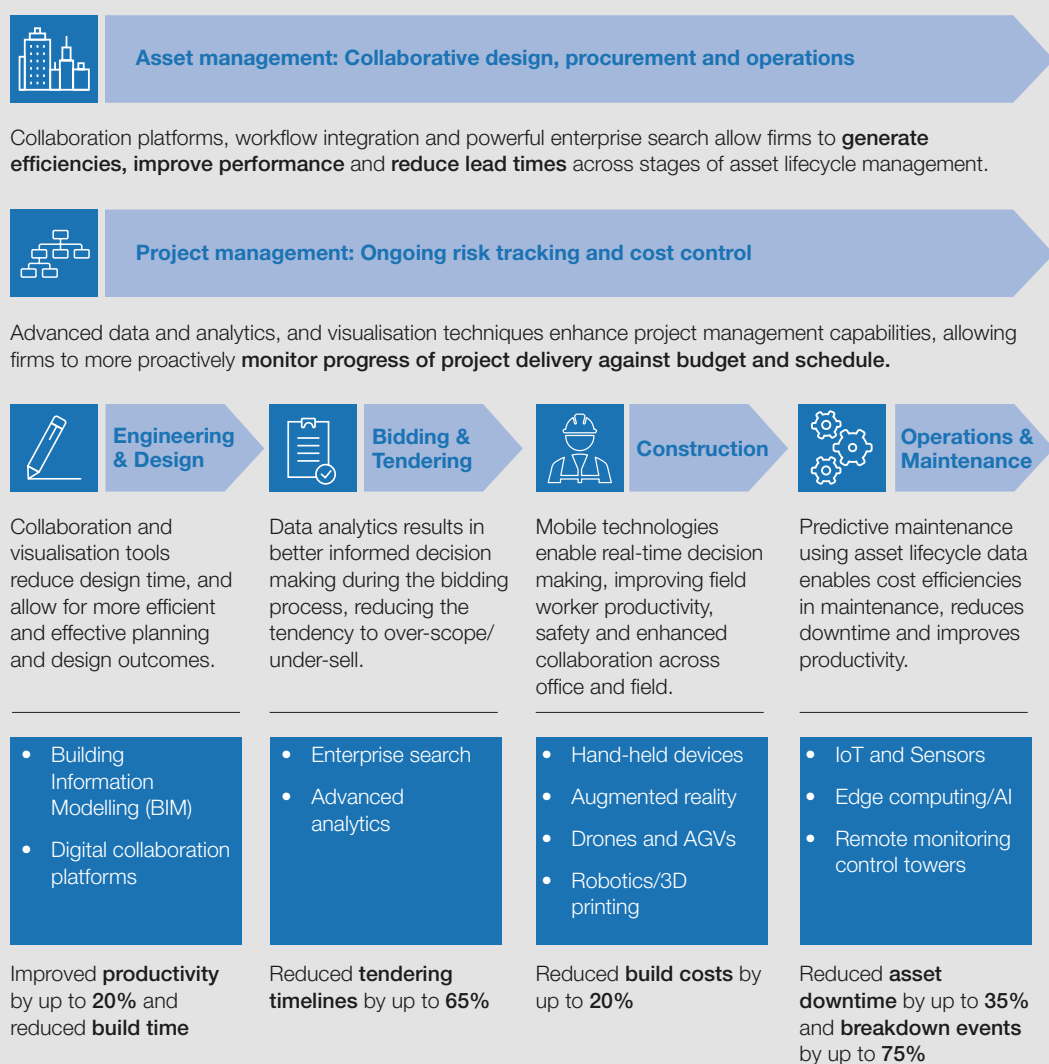 Asset management: Collaborative design, procurement and operations
Collaboration platforms, workflow integration and powerful enterprise search allow firms to generate
efficiencies, improve performance and reduce lead times across stages of asset lifecycle management.
Project management: Ongoing risk tracking and cost control
Advanced data and analytics, and visualisation techniques enhance project management capabilities, allowing
firms to more proactively monitor progress of project delivery against budget and schedule.
Engineering
& Design
Collaboration and
visualisation tools
reduce design time, and
allow for more efficient
and effective planning
and design outcomes.
• Building
Information
Modelling (BIM)
• Digital collaboration
platforms
Improved productivity
by up to 20% and
reduced build time
Bidding &
Tendering
Data analytics results in
better informed decision
making during the bidding
process, reducing the
tendency to over-scope/
under-sell.
• Enterprise search
• Advanced
analytics
Reduced tendering
timelines by up to 65%
Construction
Mobile technologies
enable real-time decision
making, improving field
worker productivity,
safety and enhanced
collaboration across
office and field.
• Hand-held devices
• Augmented reality
• Drones and AGVs
• Robotics/3D
printing
Reduced build costs by
up to 20%
Operations &
Maintenance
Predictive maintenance
using asset lifecycle data
enables cost efficiencies
in maintenance, reduces
downtime and improves
productivity.
• IoT and Sensors
• Edge computing/AI
• Remote monitoring
control towers
Reduced asset
downtime by up to 35%
and breakdown events
by up to 75%